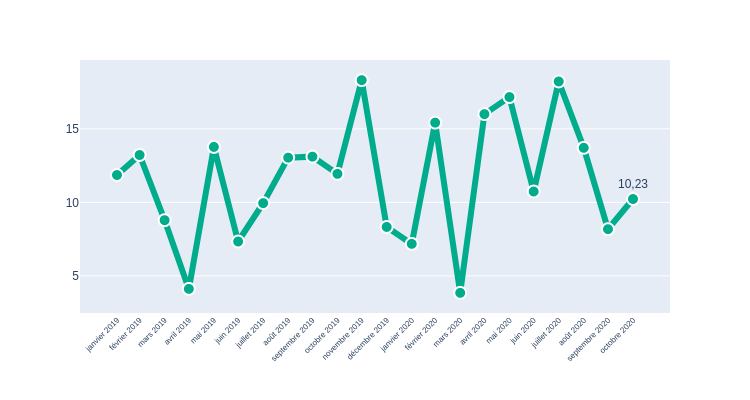 15
10
5
10,23
janvier 2019
février 2019
mars 2019
avril 2019
mai 2019
juin 2019
juillet 2019
août 2019
septembre 2019
octobre 2019
novembre 2019
décembre 2019
janvier 2020
février 2020
mars 2020
avril 2020
mai 2020
juin 2020
juillet 2020
août 2020
septembre 2020
octobre 2020